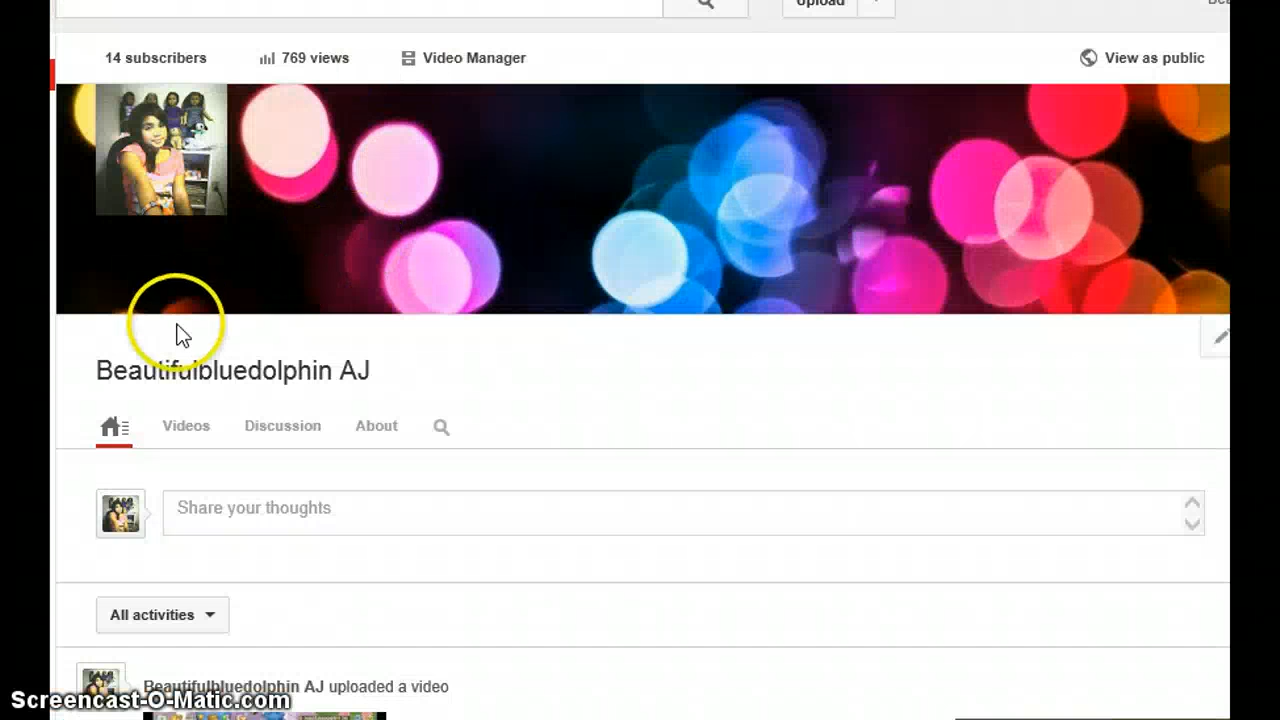 Upload
14 subscribers 769 views Video Manager View as public
Beautifulbluedolphin AJ
Videos Discussion About
Share your thoughts
All activities
Beautifulbluedolphin AJ uploaded a video
Screencast-O-Matic.com